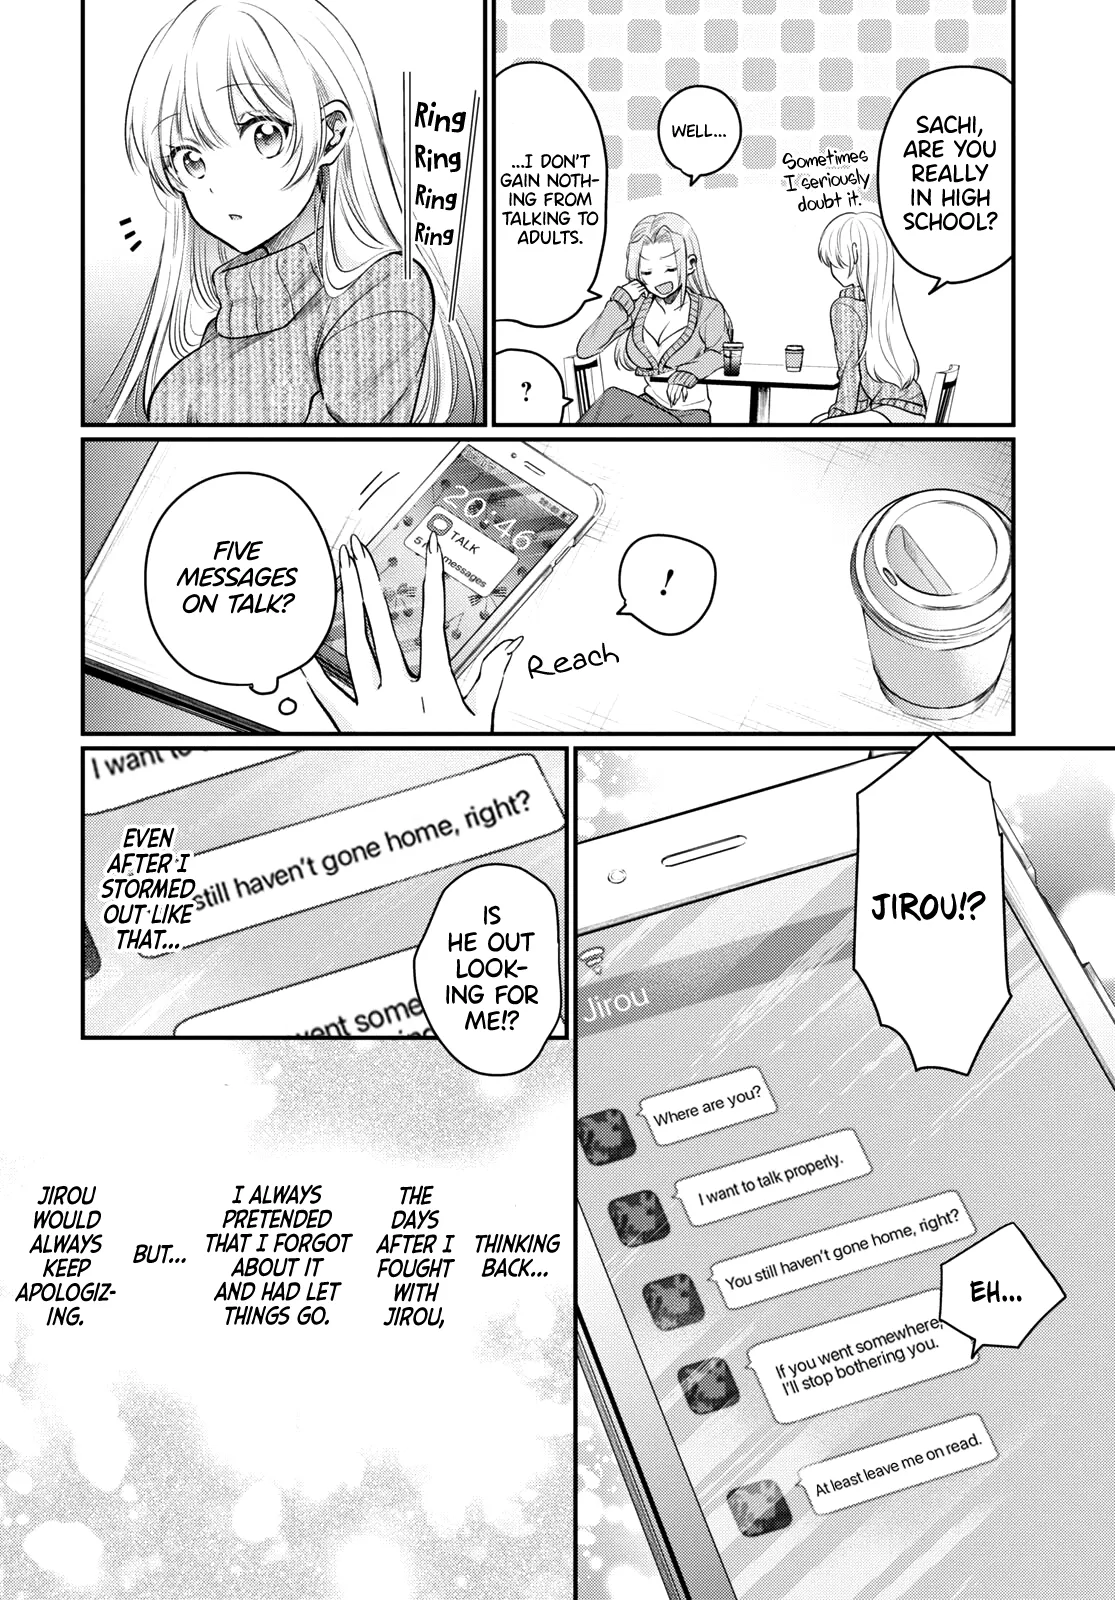 SACHI,
ARE YOU
REALLY
IN HIGH
SCHOOL?
Sometimes
I seriously
doubt it.
WELL...
...I DON'T
GAIN NOTH-
ING FROM
TALKING TO
ADULTS.
?
Ring
Ring
Ring
Ring
!
Reach
20:46
TALK
messages
FIVE
MESSAGES
ON TALK?
JIROU!?
Jirou
Where are you?
I want to talk properly.
You still haven't gone home, right?
EH...
If you went somewhere,
I'll stop bothering you.
At least leave me on read.
I want to
still haven't gone home, right?
went some
EVEN
AFTER I
STORMED
OUT LIKE
THAT...
IS
HE OUT
LOOK-
ING FOR
ME!?
THINKING
BACK...
THE
DAYS
AFTER I
FOUGHT
WITH
JIROU,
I ALWAYS
PRETENDED
THAT I FORGOT
ABOUT IT
AND HAD LET
THINGS GO.
BUT...
JIROU
WOULD
ALWAYS
KEEP
APOLOGIZ-
ING.